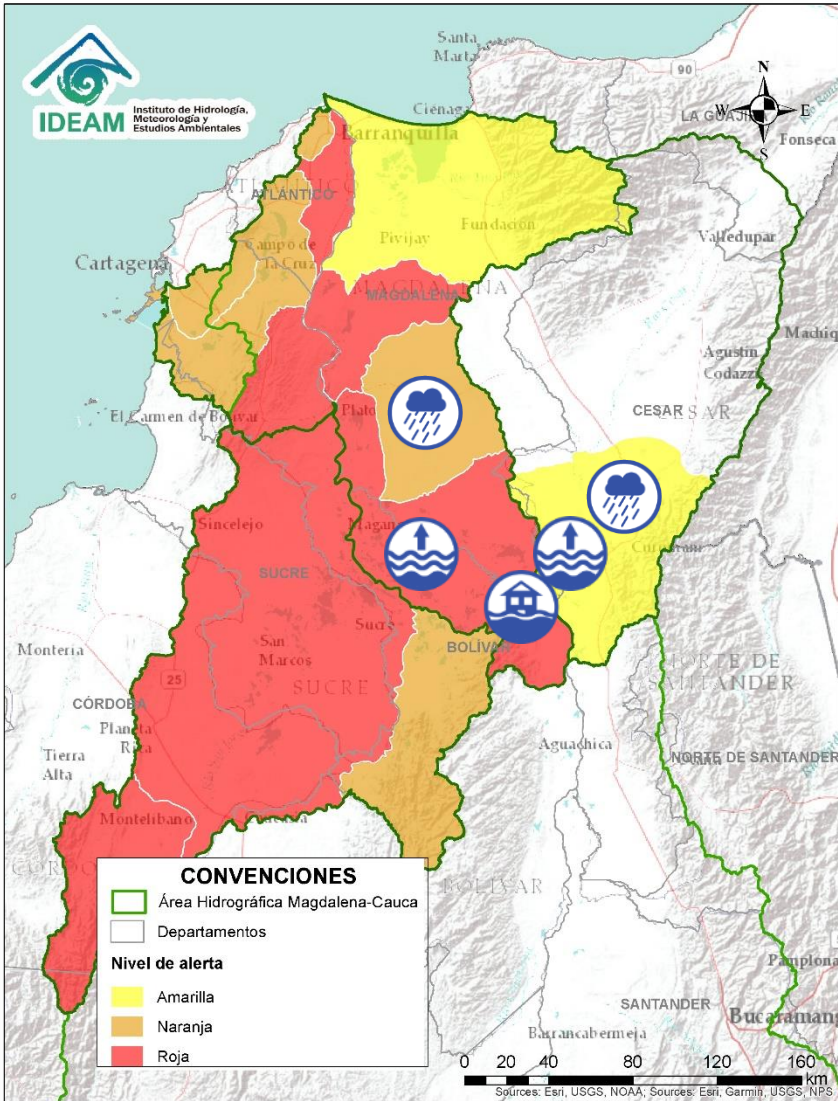 IDEAM
Instituto de Hidrología,
Meteorología y
Estudios Ambientales
Santa
Marta
90
N
W
E
S
LA GUAJI
Fonseca
Ciénaga
Barranquilla
ATLÁNTICO
Fundación
Pivijay
Valledupar
Campo de
la Cruz
Cartagena
MAGDALENA
Agustín
Codazzi
El Carmen de Bolívar
Plato
CESAR
CESAR
Sincelejo
Magang
SUCRE
Sucre
BOLÍVAR
Montería
San
Marcos
SUCRE
25
CÓRDOBA
Planeta
Rica
Tierra
Alta
NORTE DE
SANTANDER
NORTE DE SANTANDER
Aguachica
Montelíbano
BOLÍVAR
Pamplona
SANTANDER
Bucaramang
Barrancabermeja
CONVENCIONES
Área Hidrográfica Magdalena-Cauca
Departamentos
Nivel de alerta
Amarilla
Naranja
Roja
0 20 40 80 120 160
km
Sources: Esri, USGS, NOAA; Sources: Esri, Garmin, USGS, NPS